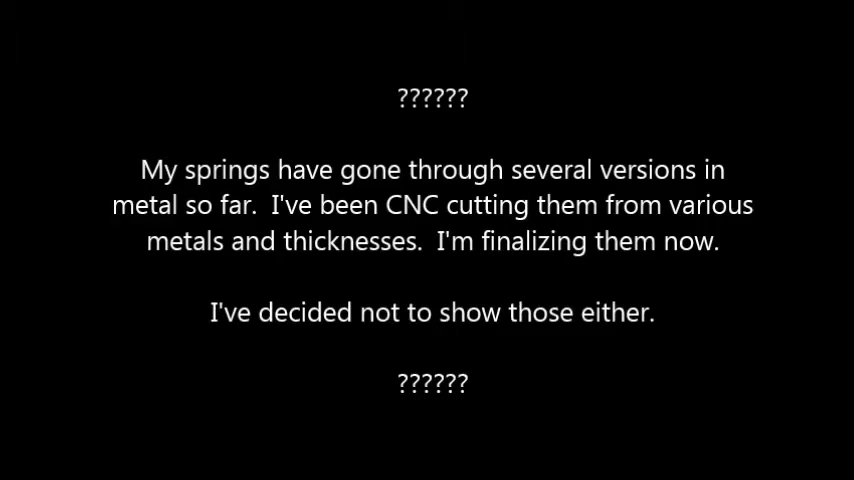 ??????
My springs have gone through several versions in
metal so far.  I've been CNC cutting them from various
metals and thicknesses.  I'm finalizing them now.
I've decided not to show those either.
??????